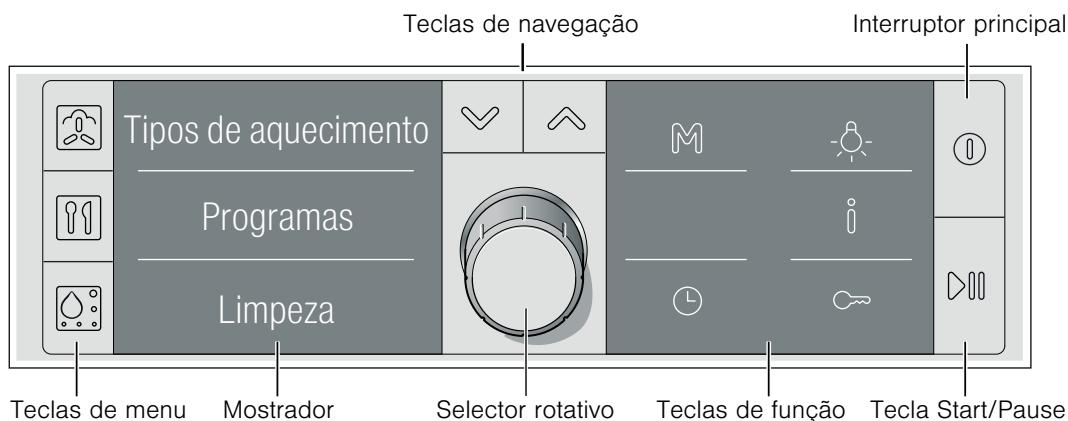 Teclas de navegação
Interruptor principal
Tipos de aquecimento
Programas
Limpeza
M
Teclas de menu
Mostrador
Selector rotativo
Teclas de função
Tecla Start/Pause